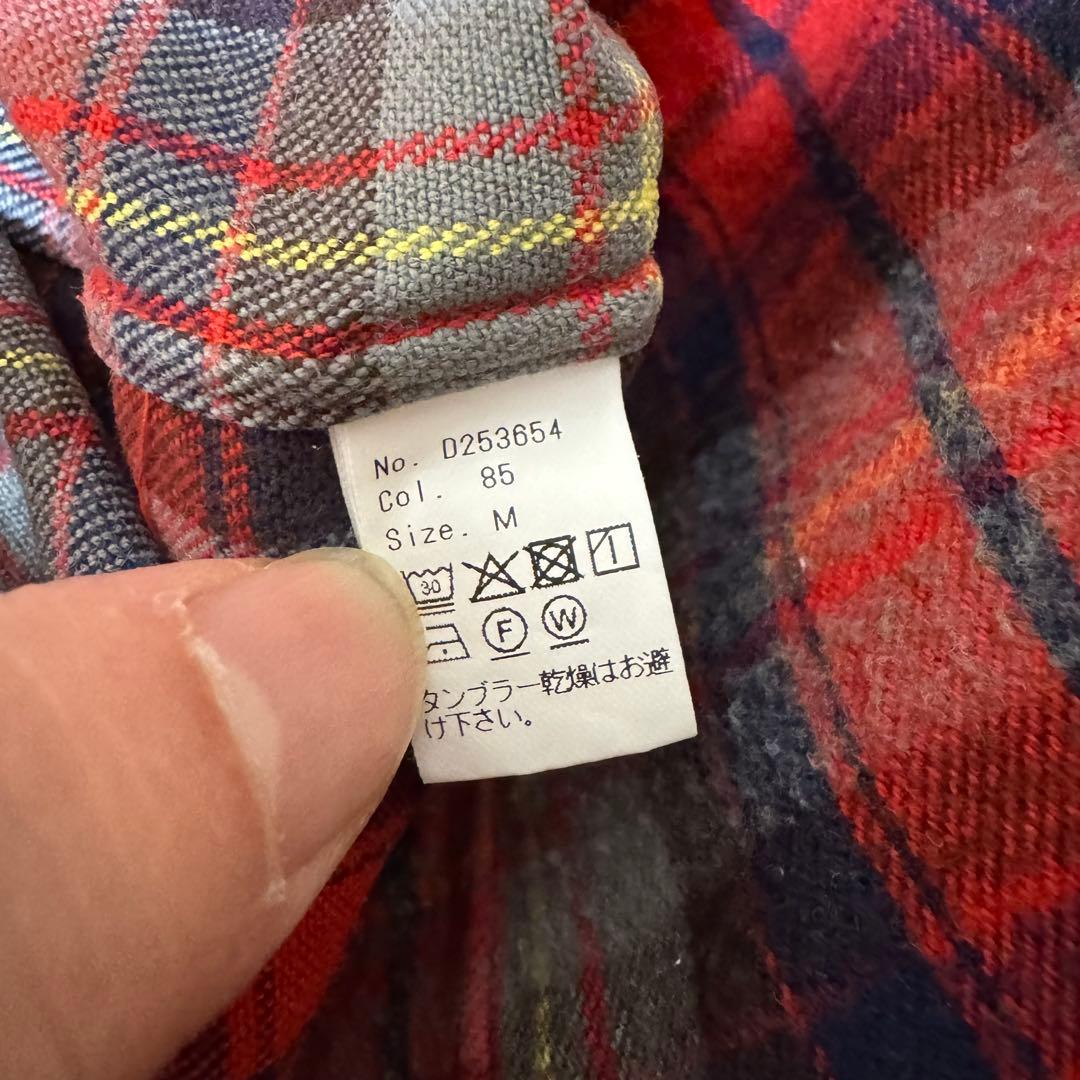 No. D253654
Col. 85
Size. M
30
F W
タンブラー乾燥はお避
け下さい。